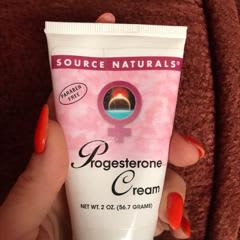 SOURCE NATURALS®
PARABEN
FREE
Progesterone
Cream
NET WT. 2 OZ. (56.7 GRAMS)